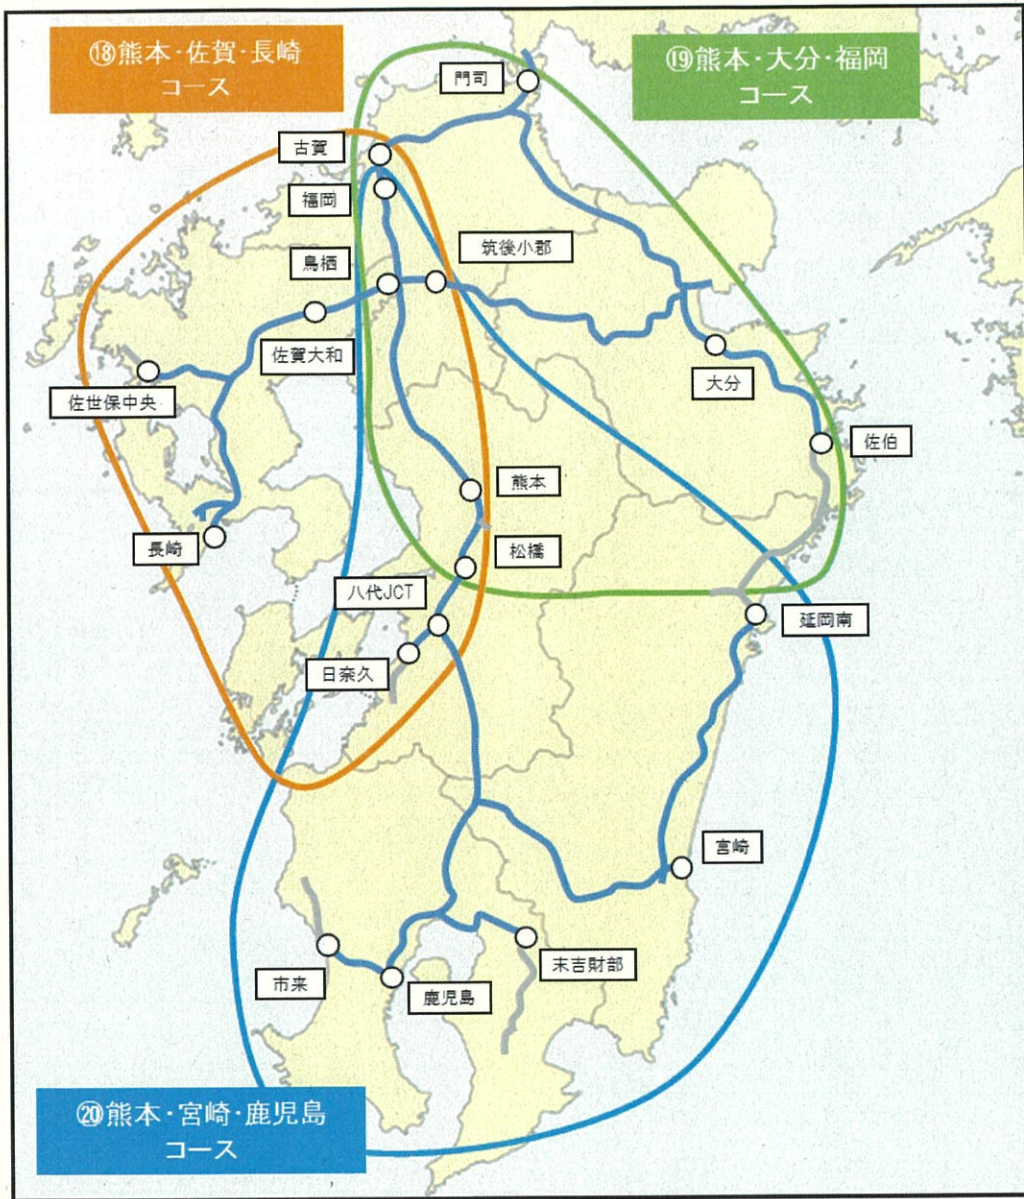 ⑱熊本・佐賀・長崎
コース
⑲熊本・大分・福岡
コース
門司
古賀
福岡
鳥栖
筑後小郡
佐賀大和
佐世保中央
大分
佐伯
熊本
長崎
松橋
八代JCT
延岡南
日奈久
宮崎
市来
鹿児島
末吉財部
⑳熊本・宮崎・鹿児島
コース